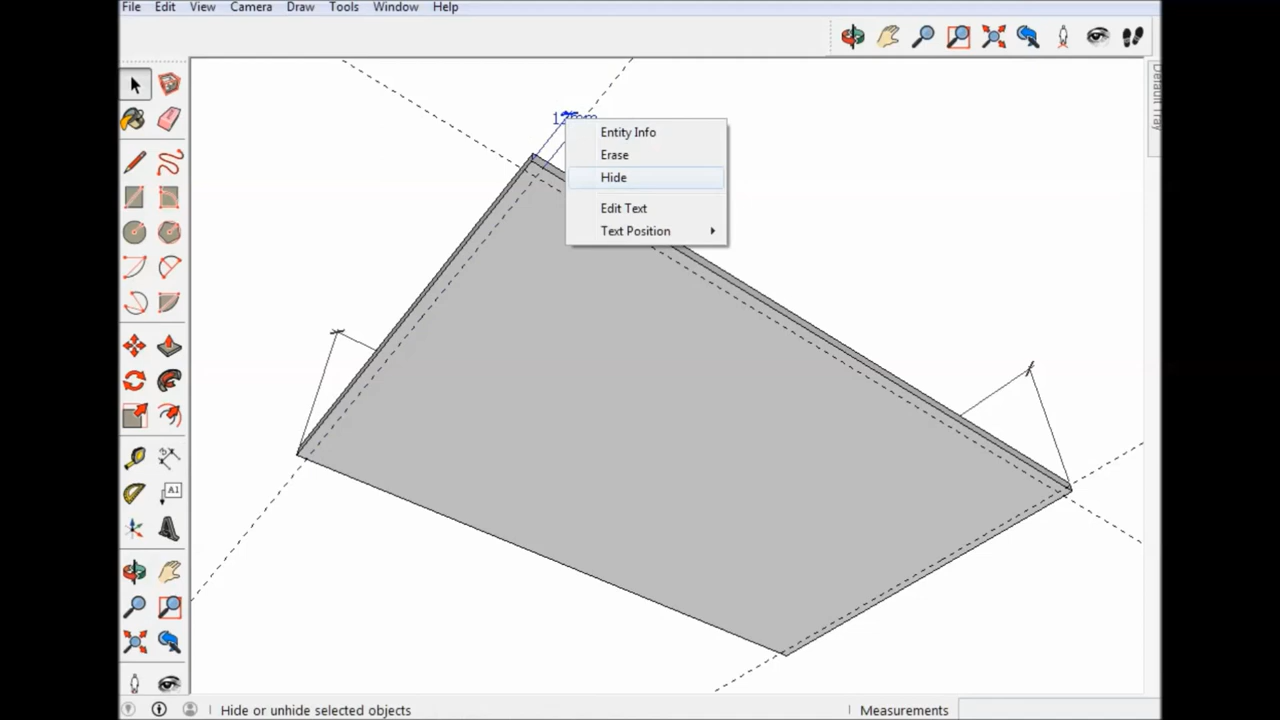 File Edit View Camera Draw Tools Window Help
Default Tray
Entity Info
Erase
Hide
Edit Text
Text Position
A1
Hide or unhide selected objects
Measurements